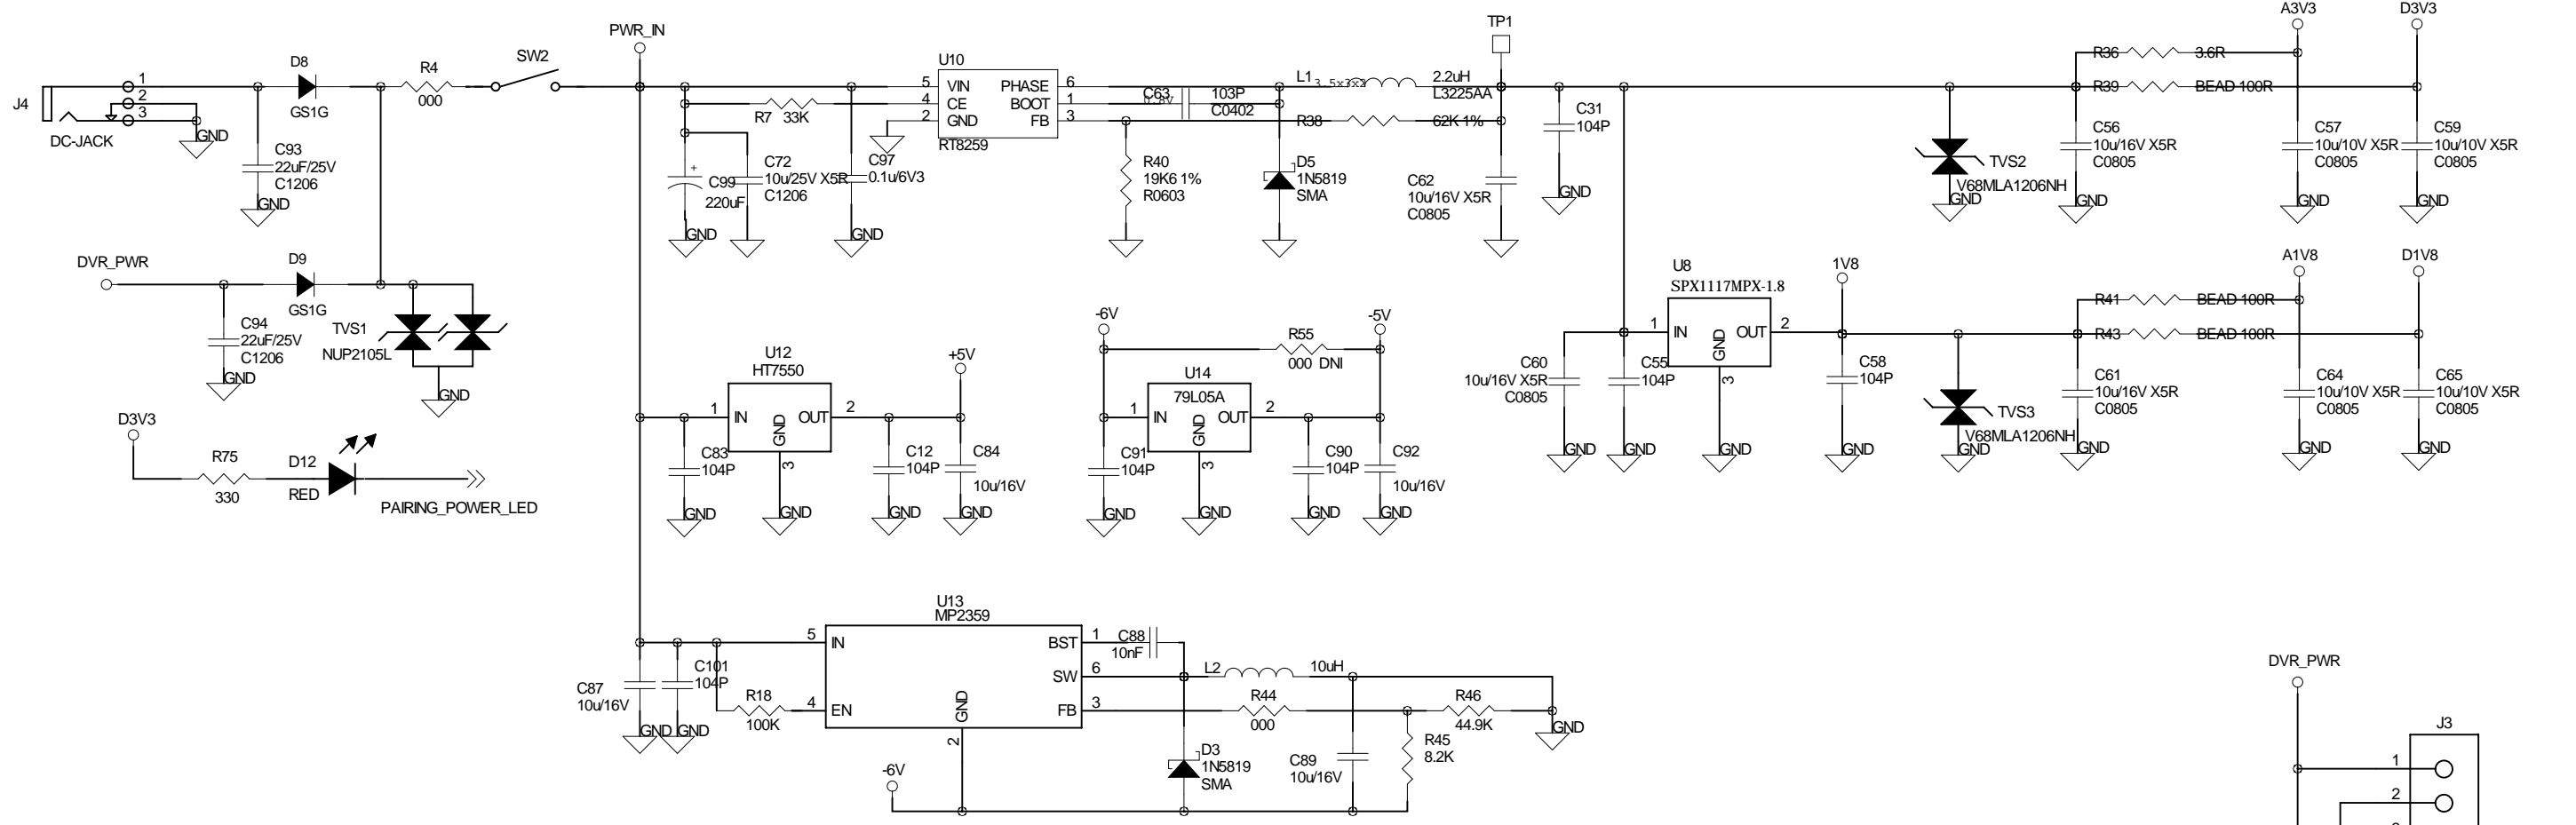 J4
DC-JACK
1
2
3
GND
D8
GS1G
R4
000
SW2
PWR_IN
C93
22uF/25V
C1206
GND
DVR_PWR
D9
GS1G
C94
22uF/25V
C1206
GND
TVS1
NUP2105L
GND
D3V3
R75
330
D12
RED
PAIRING_POWER_LED
C99
220uF
+
GND
C72
10u/25V X5R
C1206
R7
33K
C97
0.1u/6V3
GND
U10
RT8259
5
VIN
4
CE
2
GND
PHASE
6
BOOT
1
FB
3
C63
103P
C0402
R40
19K6 1%
R0603
D5
1N5819
SMA
L1
2.2uH
L3225AA
R38
62K 1%
TP1
C62
10u/16V X5R
C0805
C31
104P
GND
TVS2
V68MLA1206NH
GND
R36
3.6R
R39
BEAD 100R
A3V3
D3V3
C56
10u/16V X5R
C0805
GND
C57
10u/10V X5R
C0805
GND
C59
10u/10V X5R
C0805
GND
U12
HT7550
1
IN
OUT
2
GND
3
+5V
C83
104P
GND
GND
C12
104P
GND
C84
10u/16V
GND
-6V
-5V
R55
000 DNI
U14
79L05A
1
IN
OUT
2
GND
3
C91
104P
GND
GND
C90
104P
GND
C92
10u/16V
GND
U8
SPX1117MPX-1.8
1
IN
OUT
2
GND
3
1V8
C60
10u/16V X5R
C0805
GND
C55
104P
GND
GND
C58
104P
GND
TVS3
V68MLA1206NH
GND
R41
BEAD 100R
R43
BEAD 100R
A1V8
D1V8
C61
10u/16V X5R
C0805
GND
C64
10u/10V X5R
C0805
GND
C65
10u/10V X5R
C0805
GND
U13
MP2359
5
IN
4
EN
GND
2
BST
1
SW
6
FB
3
C87
10u/16V
GND
C101
104P
GND
R18
100K
C88
10nF
L2
10uH
R44
000
R46
44.9K
GND
R45
8.2K
D3
1N5819
SMA
C89
10u/16V
-6V
DVR_PWR
J3
1
2